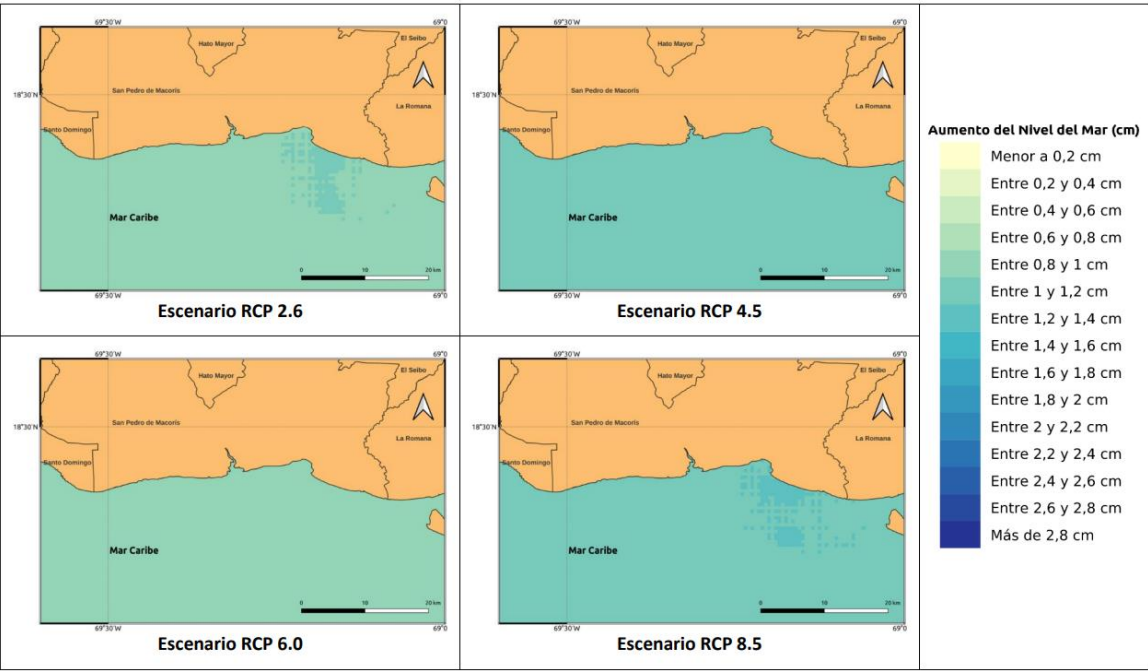 69°30'W 69°0
Hato Mayor
El Seibo
San Pedro de Macorís
18°30'N
La Romana
Santo Domingo
Mar Caribe
0 10 20 km
69°30'W 69°0
Escenario RCP 2.6
69°30'W 69°0
Hato Mayor
El Seibo
San Pedro de Macorís
18°30'N
La Romana
Santo Domingo
Mar Caribe
0 10 20 km
69°30'W 69°0
Escenario RCP 4.5
69°30'W 69°0
Hato Mayor
El Seibo
San Pedro de Macorís
18°30'N
La Romana
Santo Domingo
Mar Caribe
0 10 20 km
69°30'W 69°0
Escenario RCP 6.0
69°30'W 69°0
Hato Mayor
El Seibo
San Pedro de Macorís
18°30'N
La Romana
Santo Domingo
Mar Caribe
0 10 20 km
69°30'W 69°0
Escenario RCP 8.5
Aumento del Nivel del Mar (cm)
Menor a 0,2 cm
Entre 0,2 y 0,4 cm
Entre 0,4 y 0,6 cm
Entre 0,6 y 0,8 cm
Entre 0,8 y 1 cm
Entre 1 y 1,2 cm
Entre 1,2 y 1,4 cm
Entre 1,4 y 1,6 cm
Entre 1,6 y 1,8 cm
Entre 1,8 y 2 cm
Entre 2 y 2,2 cm
Entre 2,2 y 2,4 cm
Entre 2,4 y 2,6 cm
Entre 2,6 y 2,8 cm
Más de 2,8 cm